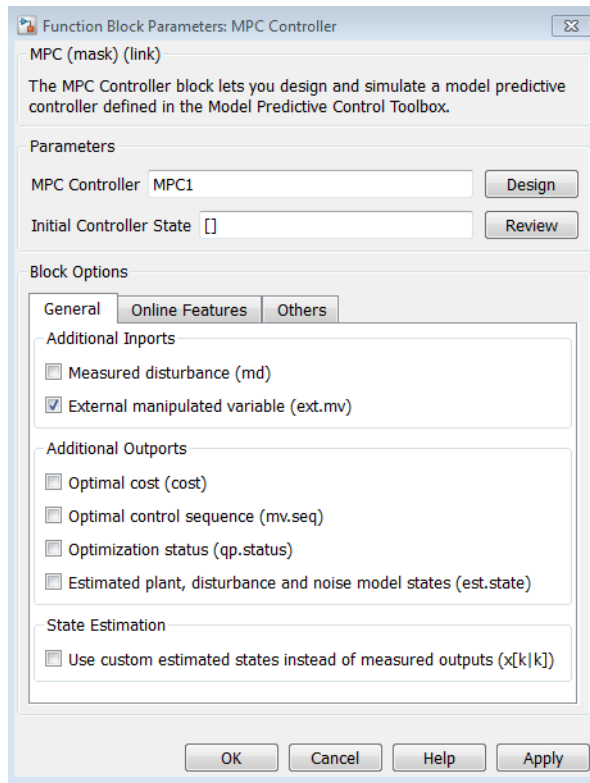 Function Block Parameters: MPC Controller
MPC (mask) (link)
The MPC Controller block lets you design and simulate a model predictive
controller defined in the Model Predictive Control Toolbox.
Parameters
MPC Controller MPC1 Design
Initial Controller State [] Review
Block Options
General Online Features Others
Additional Inports
Measured disturbance (md)
External manipulated variable (ext.mv)
Additional Outports
Optimal cost (cost)
Optimal control sequence (mv.seq)
Optimization status (qp.status)
Estimated plant, disturbance and noise model states (est.state)
State Estimation
Use custom estimated states instead of measured outputs (x[k|k])
OK Cancel Help Apply